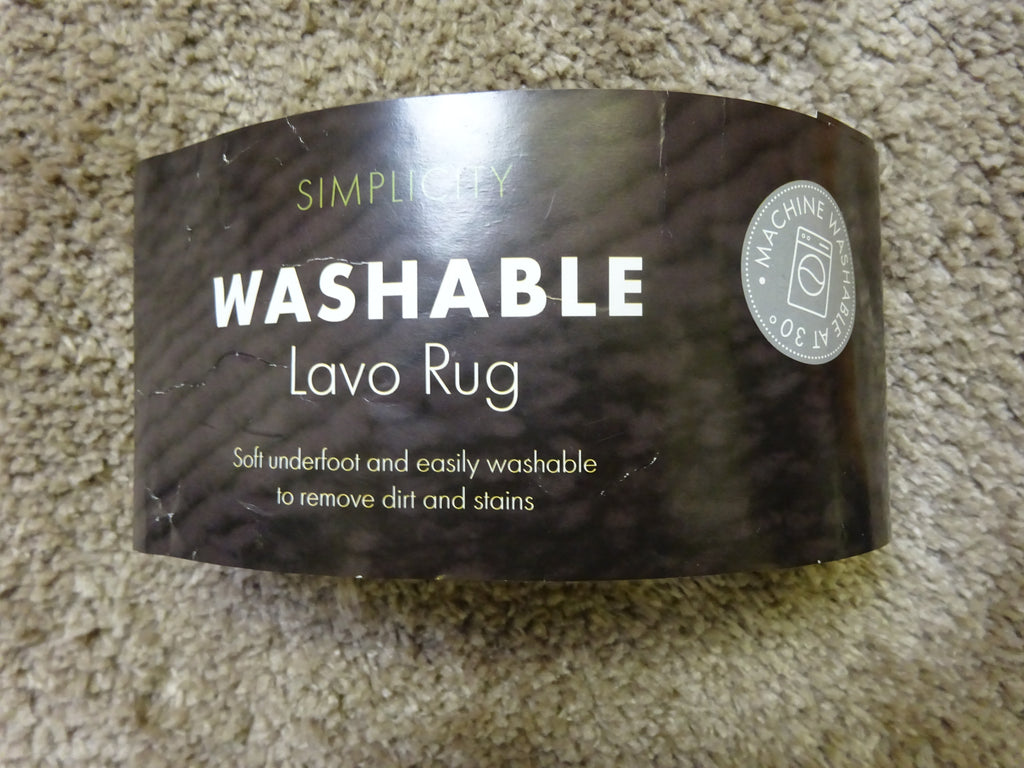 SIMPLICITY
WASHABLE
Lavo Rug
Soft underfoot and easily washable
to remove dirt and stains
• MACHINE WASHABLE AT 30°